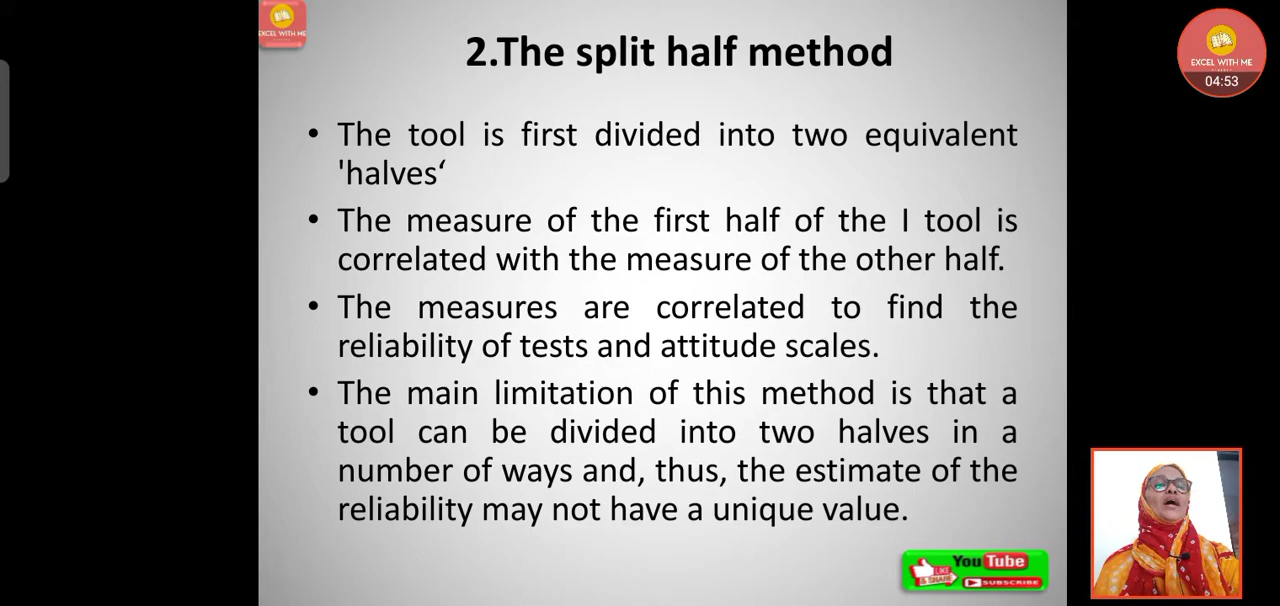 EXCEL WITH ME
2.The split half method
EXCEL WITH ME
04:53
• The tool is first divided into two equivalent
'halves‘
• The measure of the first half of the I tool is
correlated with the measure of the other half.
• The measures are correlated to find the
reliability of tests and attitude scales.
• The main limitation of this method is that a
tool can be divided into two halves in a
number of ways and, thus, the estimate of the
reliability may not have a unique value.
YouTube
LIKE
& SHARE
SUBSCRIBE